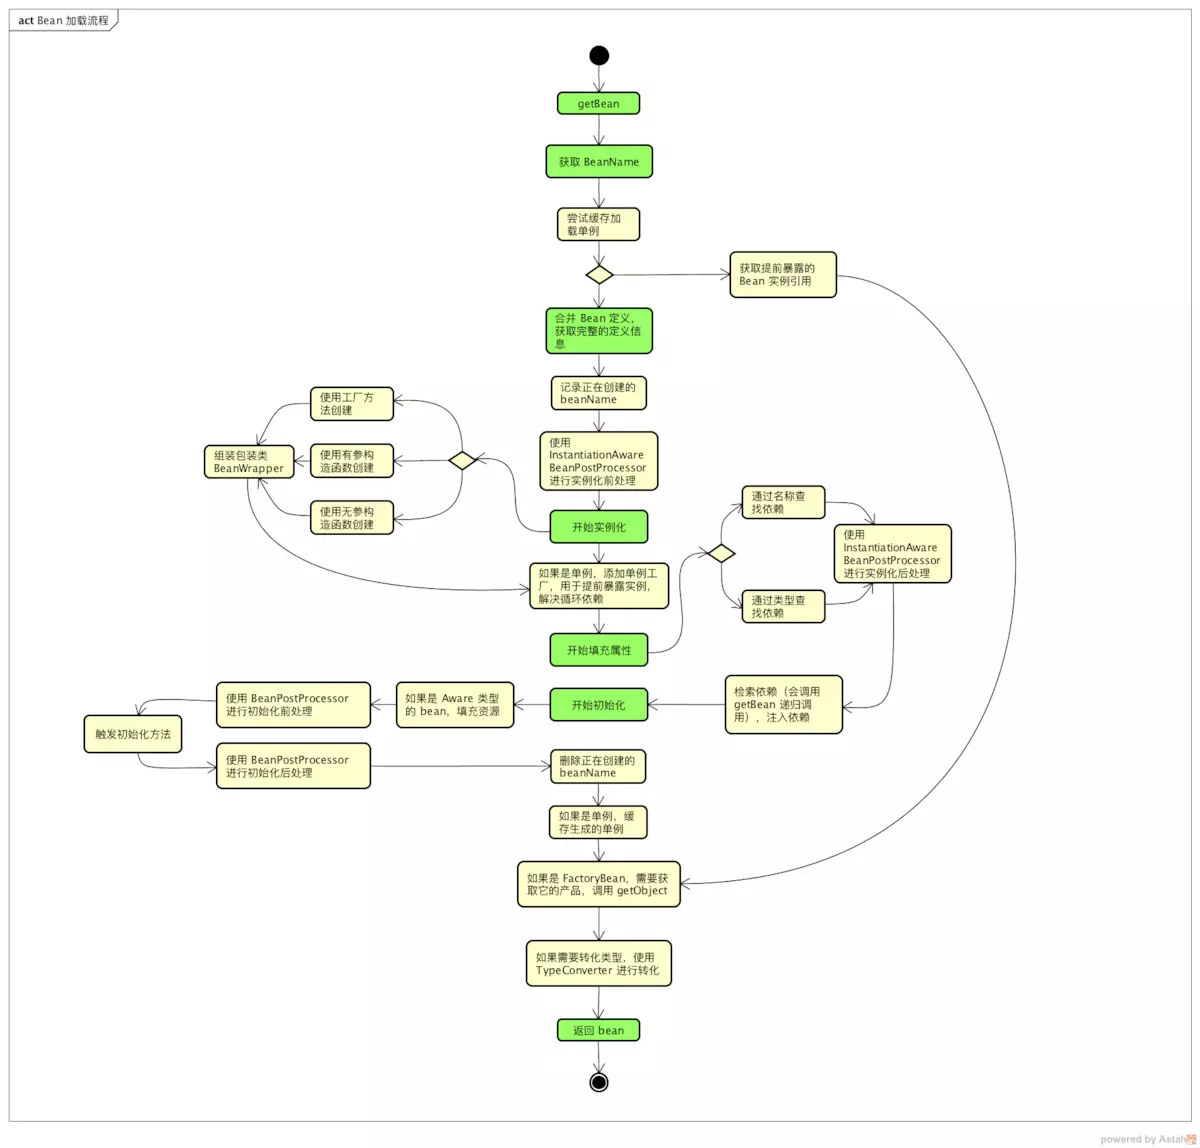 act Bean 加载流程
getBean
获取 BeanName
尝试缓存加
载单例
获取提前暴露的
Bean 实例引用
合并 Bean 定义，
获取完整的定义信
息
记录正在创建的
beanName
使用
InstantiationAware
BeanPostProcessor
进行实例化前处理
开始实例化
使用工厂方
法创建
使用有参构
造函数创建
使用无参构
造函数创建
组装包装类
BeanWrapper
如果是单例，添加单例工
厂，用于提前暴露实例，
解决循环依赖
开始填充属性
通过名称查
找依赖
通过类型查
找依赖
使用
InstantiationAware
BeanPostProcessor
进行实例化后处理
检索依赖（会调用
getBean 递归调
用），注入依赖
开始初始化
如果是 Aware 类型
的 bean，填充资源
使用 BeanPostProcessor
进行初始化前处理
触发初始化方法
使用 BeanPostProcessor
进行初始化后处理
删除正在创建的
beanName
如果是单例，缓
存生成的单例
如果是 FactoryBean，需要获
取它的产品，调用 getObject
如果需要转化类型，使用
TypeConverter 进行转化
返回 bean
powered by Astah